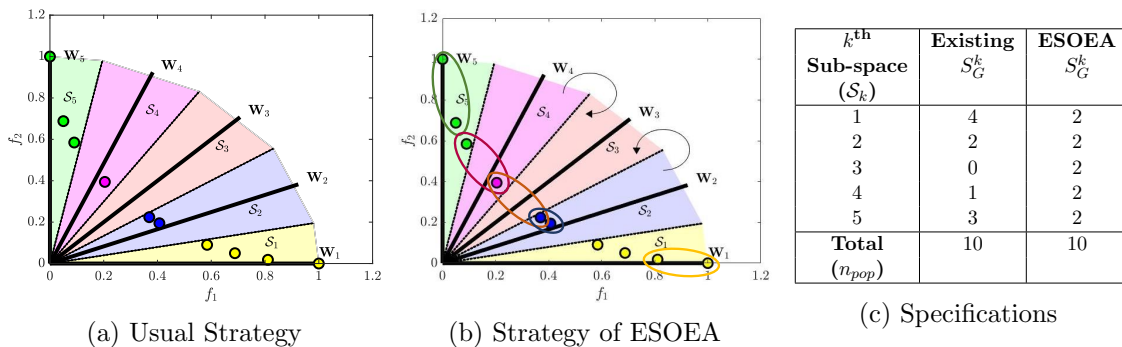 1.2
1
0.8
0.6
0.4
0.2
0
f₂
W₅
W₄
W₃
W₂
W₁
S₅
S₄
S₃
S₂
S₁
0 0.2 0.4 0.6 0.8 1 1.2
f₁
(a) Usual Strategy
1.2
1
0.8
0.6
0.4
0.2
0
f₂
W₅
W₄
W₃
W₂
W₁
S₅
S₄
S₃
S₂
S₁
0 0.2 0.4 0.6 0.8 1 1.2
f₁
(b) Strategy of ESOEA
kᵗʰ Existing ESOEA
Sub-space S_G^k S_G^k
(S_k)
1 4 2
2 2 2
3 0 2
4 1 2
5 3 2
Total 10 10
(n_pop)
(c) Specifications